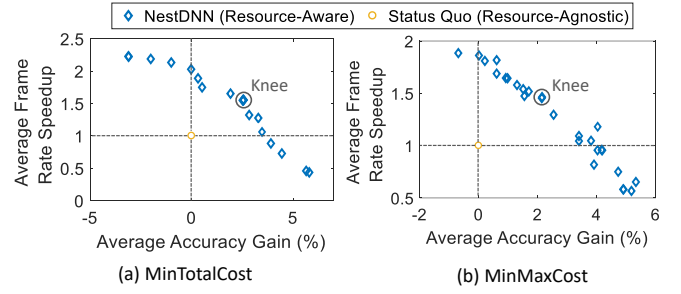 NestDNN (Resource-Aware) Status Quo (Resource-Agnostic)
Average Frame
Rate Speedup
2.5
2
1.5
1
0.5
0
-5 0 5
Knee
Average Accuracy Gain (%)
(a) MinTotalCost
Average Frame
Rate Speedup
2
1.5
1
0.5
-2 0 2 4 6
Knee
Average Accuracy Gain (%)
(b) MinMaxCost